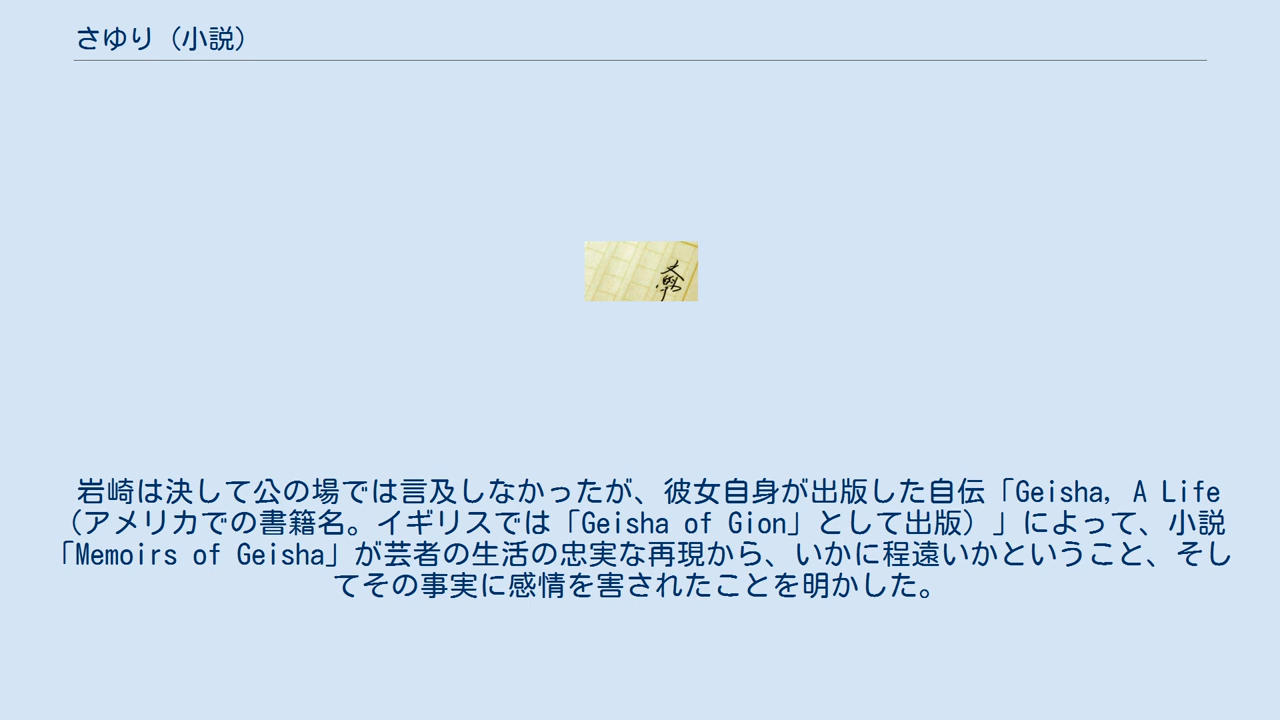 さゆり（小説）
岩崎は決して公の場では言及しなかったが、彼女自身が出版した自伝「Geisha, A Life
（アメリカでの書籍名。イギリスでは「Geisha of Gion」として出版）」によって、小説
「Memoirs of Geisha」が芸者の生活の忠実な再現から、いかに程遠いかということ、そし
てその事実に感情を害されたことを明かした。